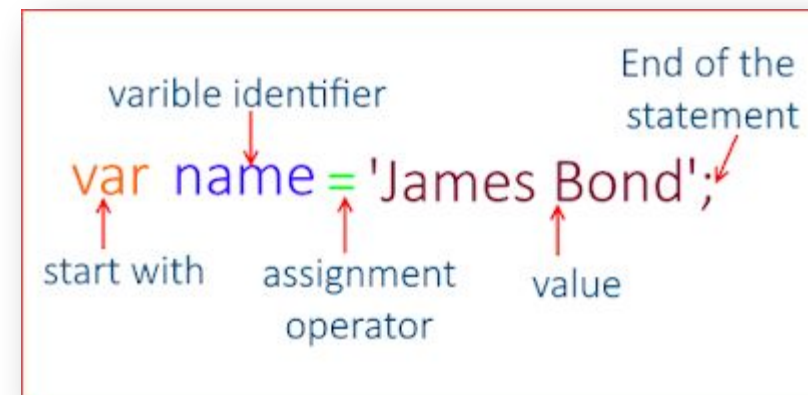 varible identifier
End of the
statement
var name = 'James Bond';
start with
assignment
operator
value